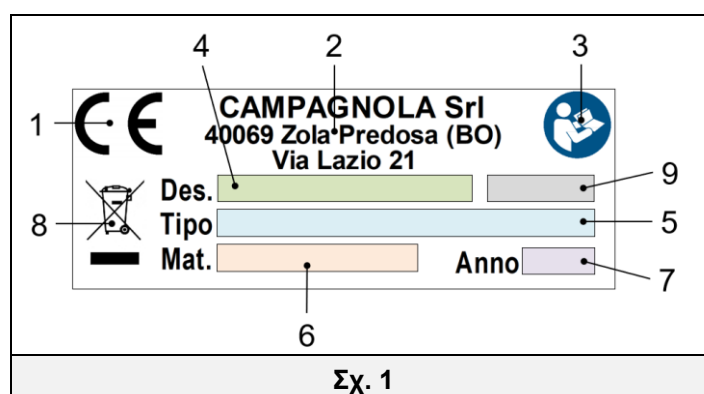 4 2 3
1
CE
CAMPAGNOLA Srl
40069 Zola Predosa (BO)
Via Lazio 21
Des.
9
8
Tipo
5
Mat.
Anno
7
6
Σχ. 1